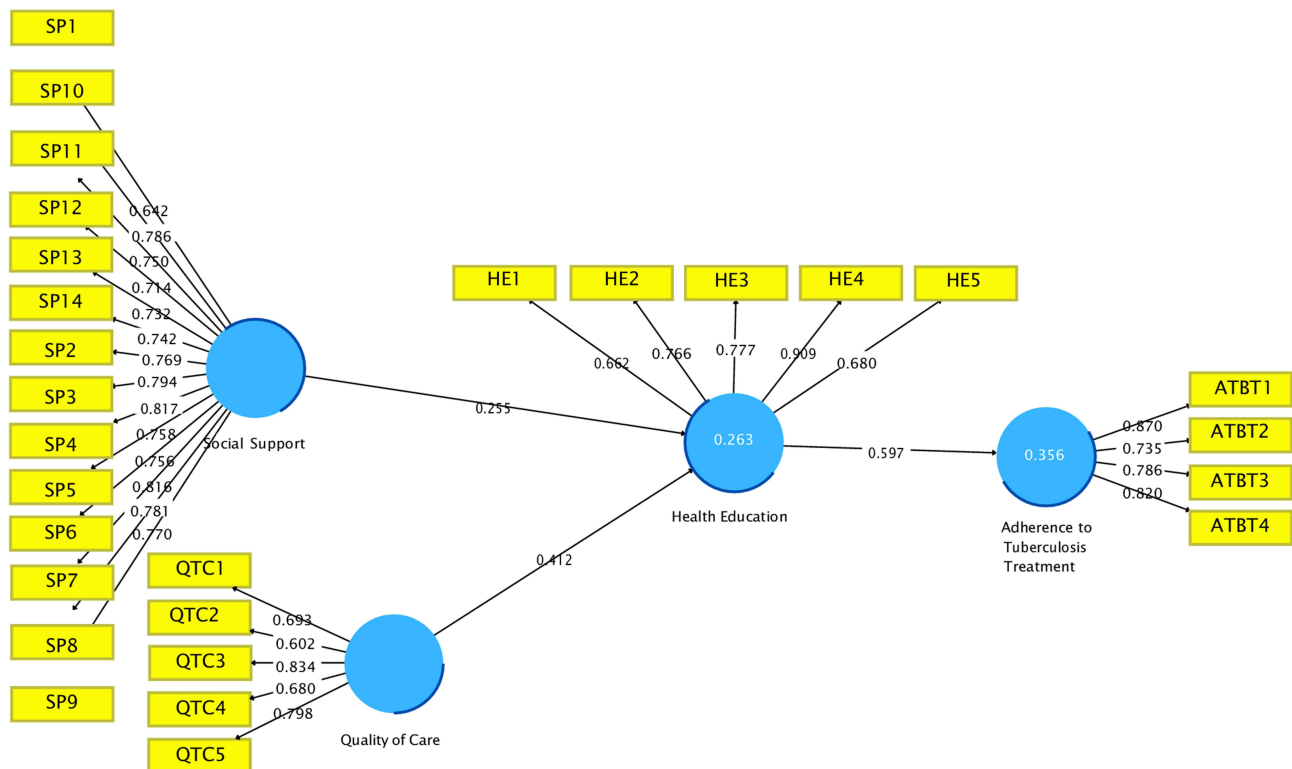 SP1
SP10
SP11
SP12
SP13
SP14
SP2
SP3
SP4
SP5
SP6
SP7
SP8
SP9
0.642
0.786
0.750
0.714
0.732
0.742
0.769
0.794
0.817
0.758
0.756
0.816
0.781
0.770
Social Support
0.255
QTC1
QTC2
QTC3
QTC4
QTC5
0.693
0.602
0.834
0.680
0.798
Quality of Care
0.412
HE1
HE2
HE3
HE4
HE5
0.662
0.766
0.777
0.909
0.680
0.263
Health Education
0.597
0.356
Adherence to
Tuberculosis
Treatment
0.870
0.735
0.786
0.820
ATBT1
ATBT2
ATBT3
ATBT4